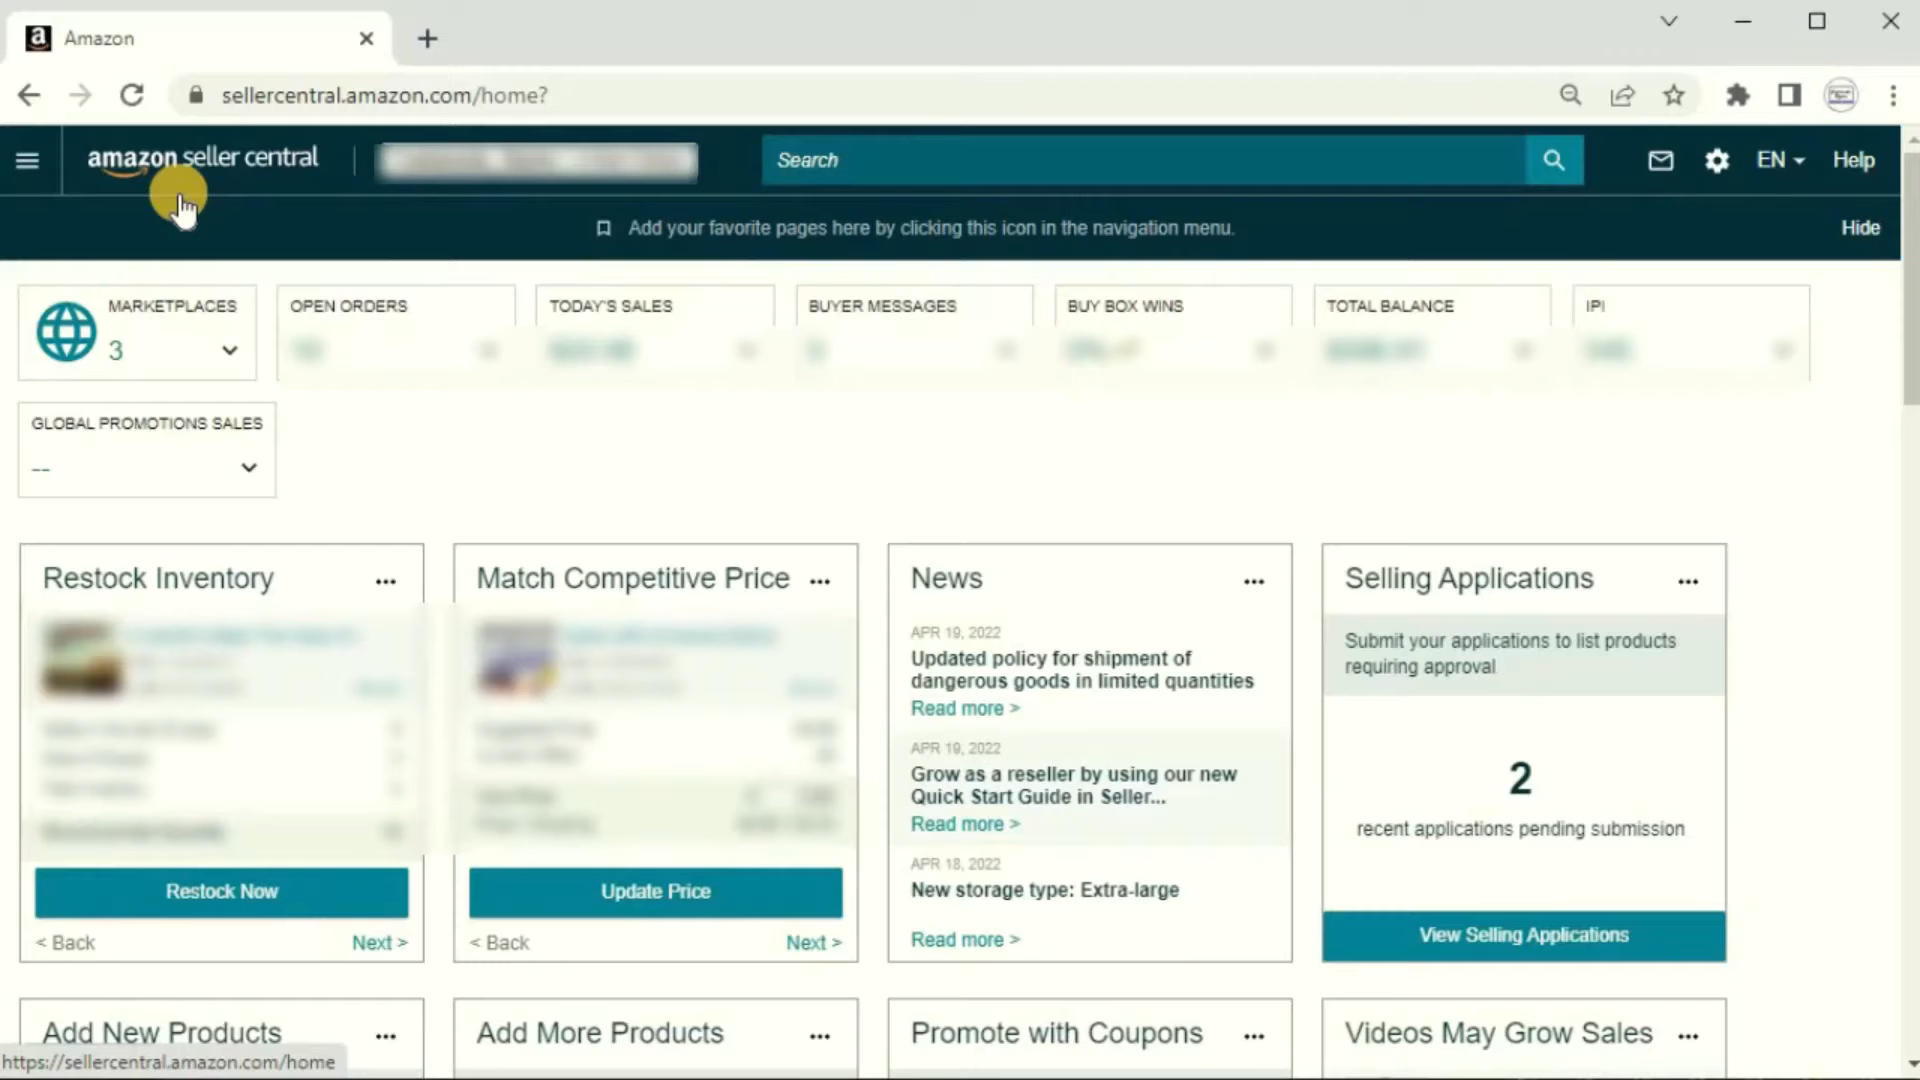 Amazon
sellercentral.amazon.com/home?
amazon seller central
Search
EN
Help
Add your favorite pages here by clicking this icon in the navigation menu.
Hide
MARKETPLACES
3
OPEN ORDERS
TODAY'S SALES
BUYER MESSAGES
BUY BOX WINS
TOTAL BALANCE
IPI
GLOBAL PROMOTIONS SALES
--
Restock Inventory
Restock Now
< Back
Next >
Match Competitive Price
Update Price
< Back
Next >
News
APR 19, 2022
Updated policy for shipment of
dangerous goods in limited quantities
Read more >
APR 19, 2022
Grow as a reseller by using our new
Quick Start Guide in Seller...
Read more >
APR 18, 2022
New storage type: Extra-large
Read more >
Selling Applications
Submit your applications to list products
requiring approval
2
recent applications pending submission
View Selling Applications
Add New Products
Add More Products
Promote with Coupons
Videos May Grow Sales
https://sellercentral.amazon.com/home